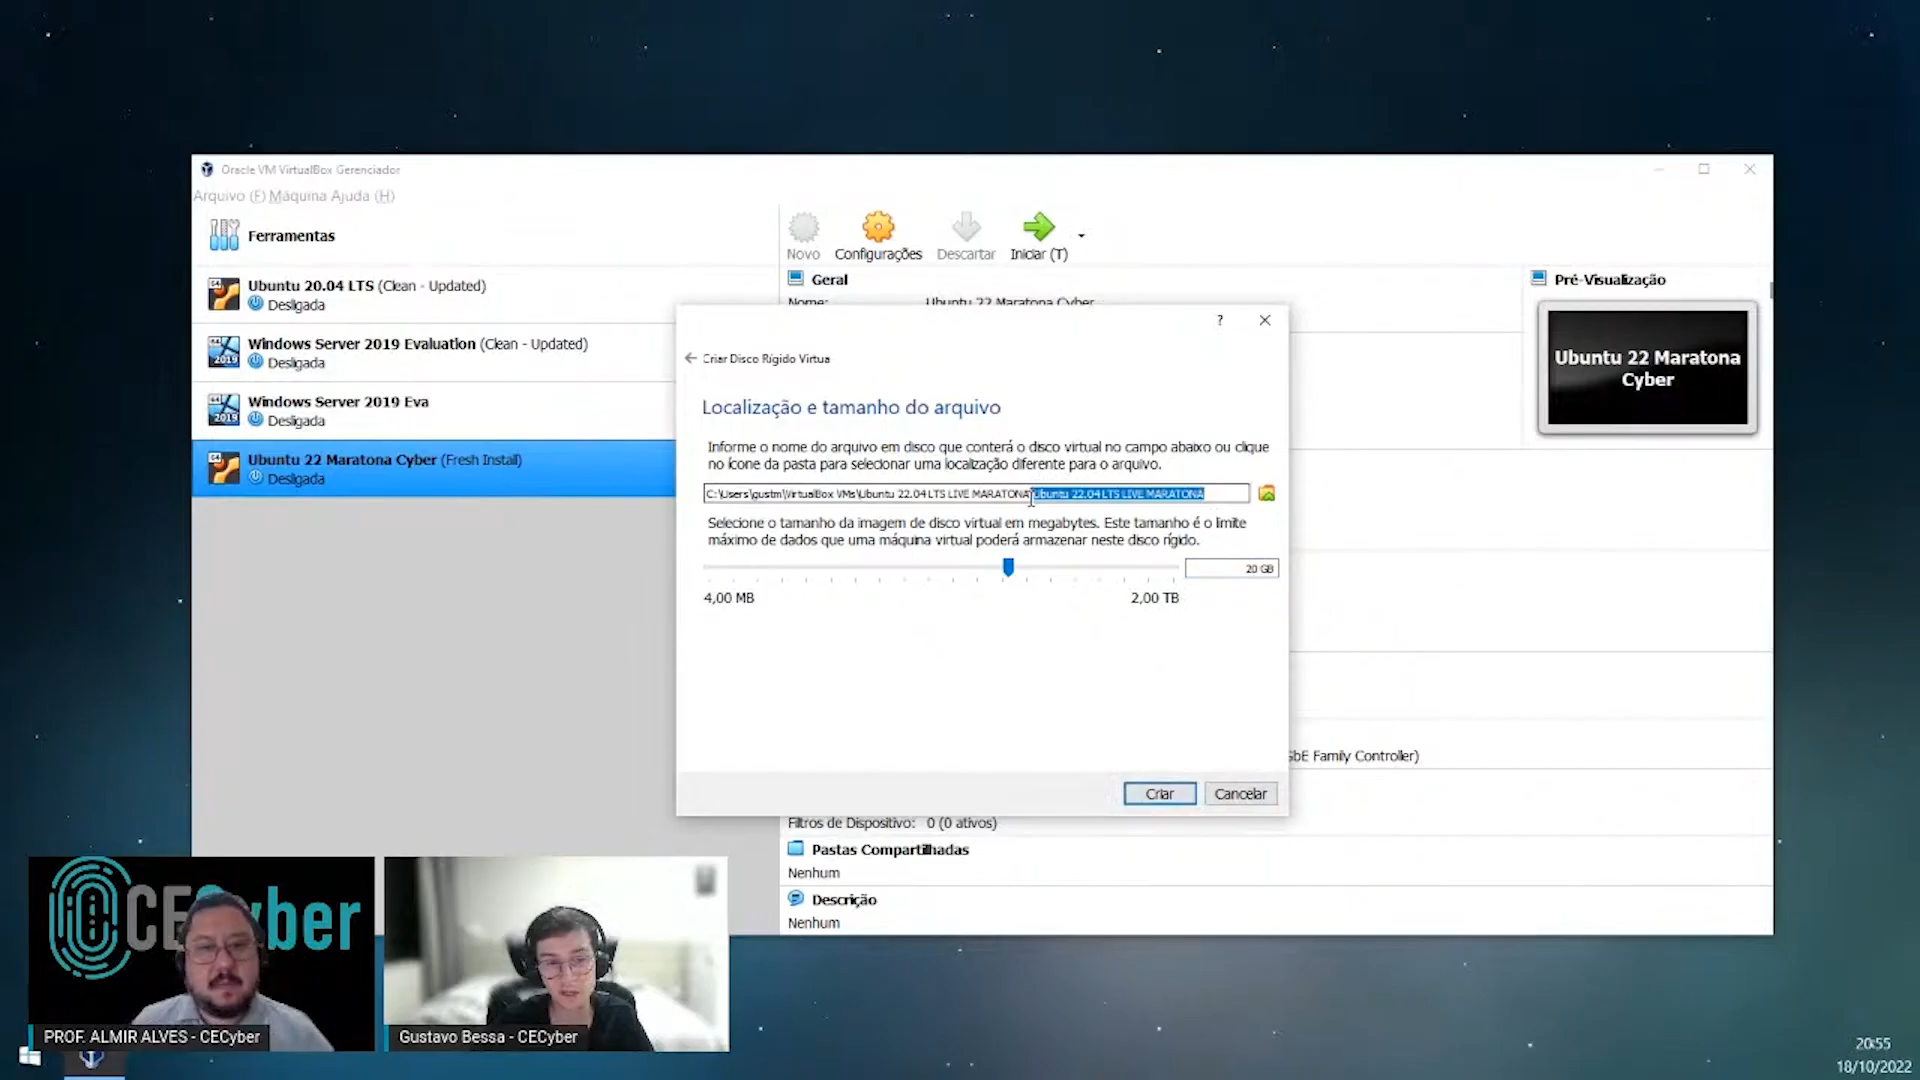 Oracle VM VirtualBox Gerenciador
Arquivo (F) Máquina Ajuda (H)
Ferramentas
Novo
Configurações
Descartar
Iniciar (T)
Ubuntu 20.04 LTS (Clean - Updated)
Desligada
Windows Server 2019 Evaluation (Clean - Updated)
Desligada
Windows Server 2019 Eva
Desligada
Ubuntu 22 Maratona Cyber (Fresh Install)
Desligada
Geral
Nome: Ubuntu 22 Maratona Cyber
Pré-Visualização
Ubuntu 22 Maratona
Cyber
?
Criar Disco Rígido Virtua
Localização e tamanho do arquivo
Informe o nome do arquivo em disco que conterá o disco virtual no campo abaixo ou clique
no ícone da pasta para selecionar uma localização diferente para o arquivo.
C:\Users\gustm\VirtualBox VMs\Ubuntu 22.04 LTS LIVE MARATONA\Ubuntu 22.04 LTS LIVE MARATONA
Selecione o tamanho da imagem de disco virtual em megabytes. Este tamanho é o limite
máximo de dados que uma máquina virtual poderá armazenar neste disco rígido.
20 GB
4,00 MB
2,00 TB
Criar
Cancelar
GbE Family Controller)
Filtros de Dispositivo: 0 (0 ativos)
Pastas Compartilhadas
Nenhum
Descrição
Nenhum
CECyber
PROF. ALMIR ALVES - CECyber
Gustavo Bessa - CECyber
20:55
18/10/2022